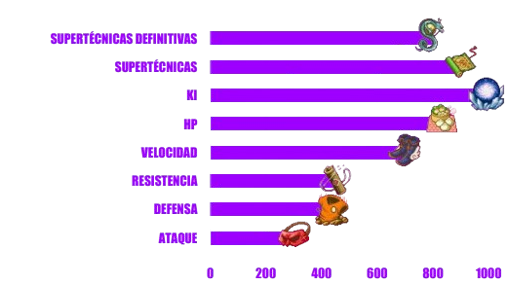 SUPERTÉCNICAS DEFINITIVAS
SUPERTÉCNICAS
KI
HP
VELOCIDAD
RESISTENCIA
DEFENSA
ATAQUE
0 200 400 600 800 1000